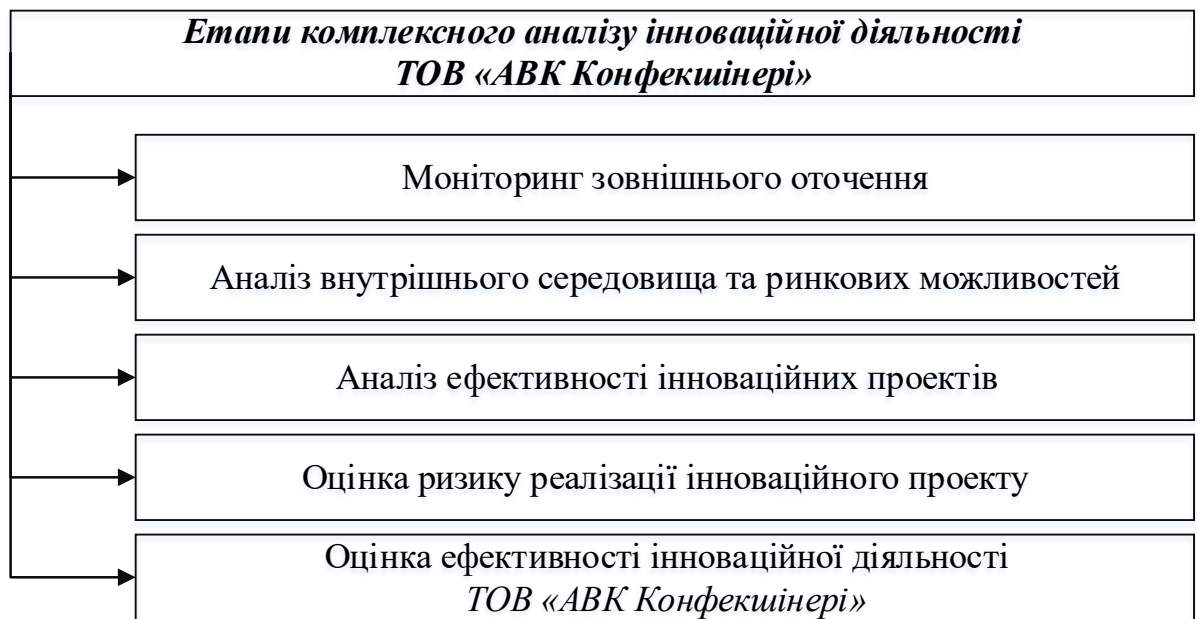 Етапи комплексного аналізу інноваційної діяльності
ТОВ «АВК Конфекшінері»
Моніторинг зовнішнього оточення
Аналіз внутрішнього середовища та ринкових можливостей
Аналіз ефективності інноваційних проектів
Оцінка ризику реалізації інноваційного проекту
Оцінка ефективності інноваційної діяльності
ТОВ «АВК Конфекшінері»